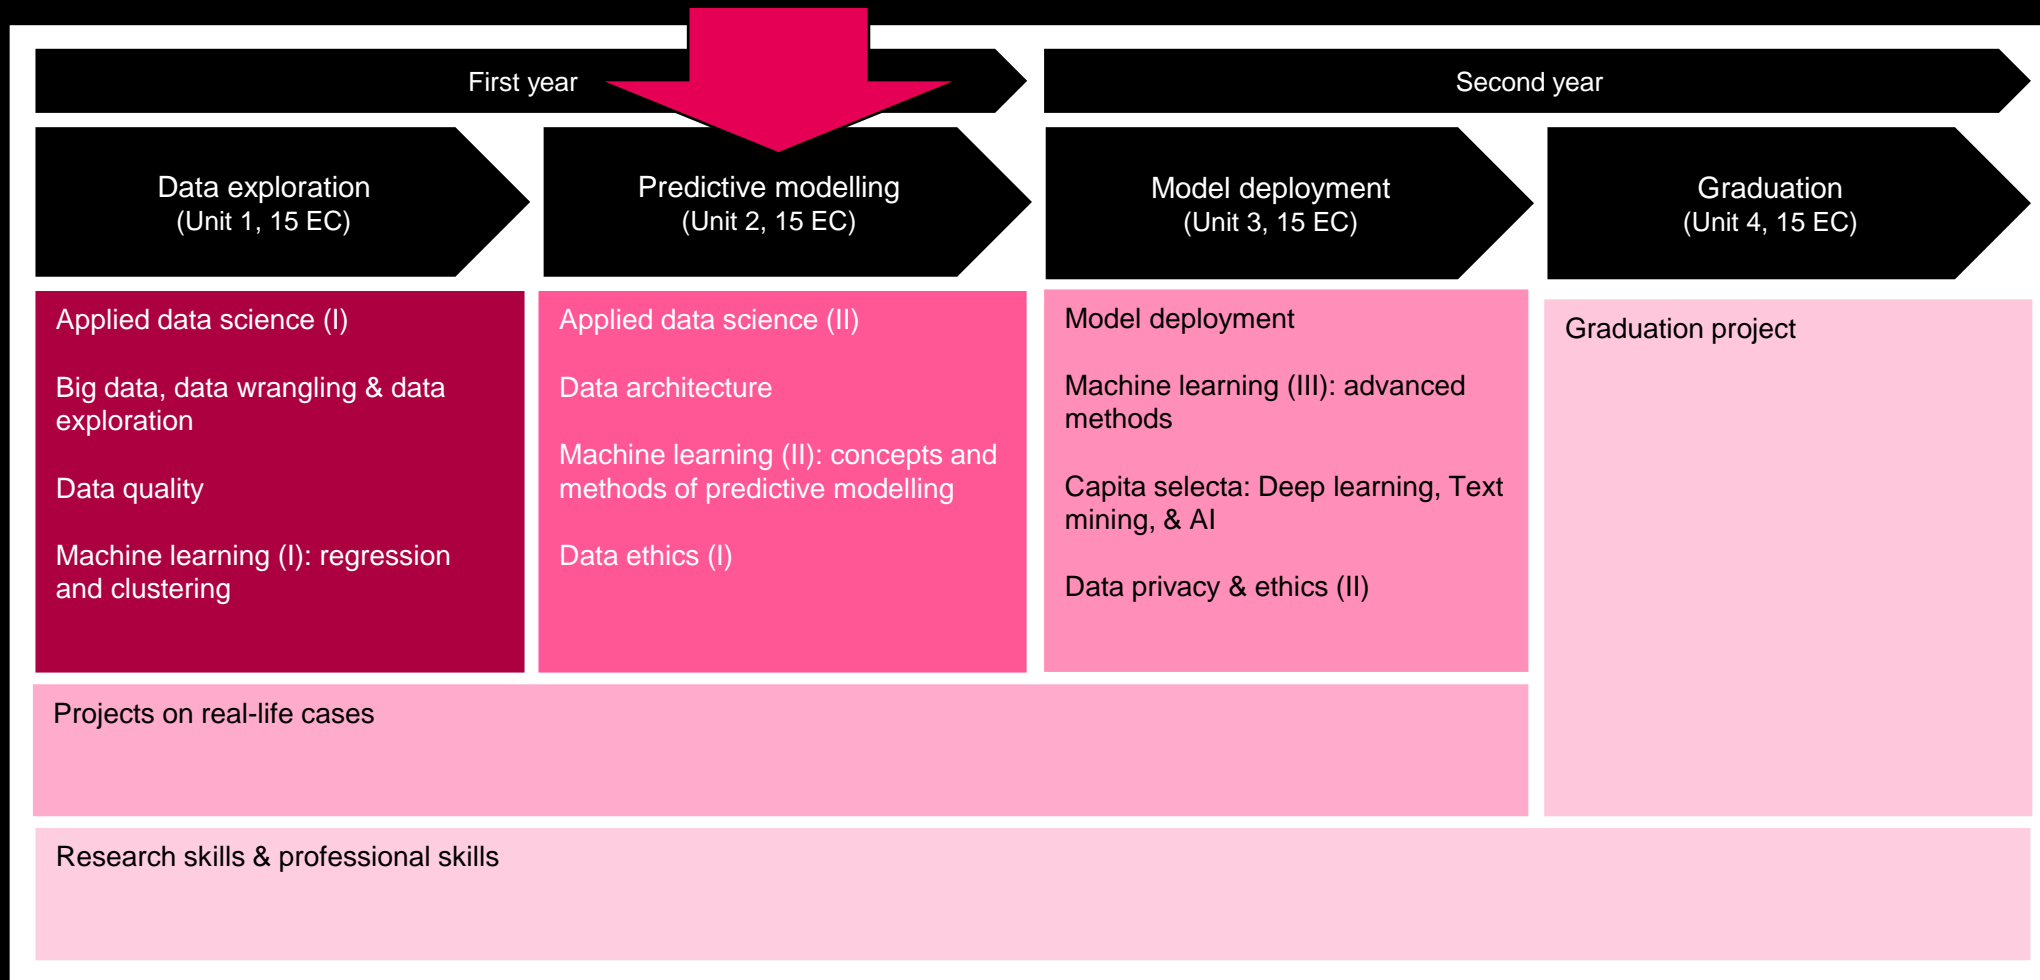 First year
Second year
Data exploration
(Unit 1, 15 EC)
Predictive modelling
(Unit 2, 15 EC)
Model deployment
(Unit 3, 15 EC)
Graduation
(Unit 4, 15 EC)
Applied data science (I)
Big data, data wrangling & data
exploration
Data quality
Machine learning (I): regression
and clustering
Applied data science (II)
Data architecture
Machine learning (II): concepts and
methods of predictive modelling
Data ethics (I)
Model deployment
Machine learning (III): advanced
methods
Capita selecta: Deep learning, Text
mining, & AI
Data privacy & ethics (II)
Graduation project
Projects on real-life cases
Research skills & professional skills